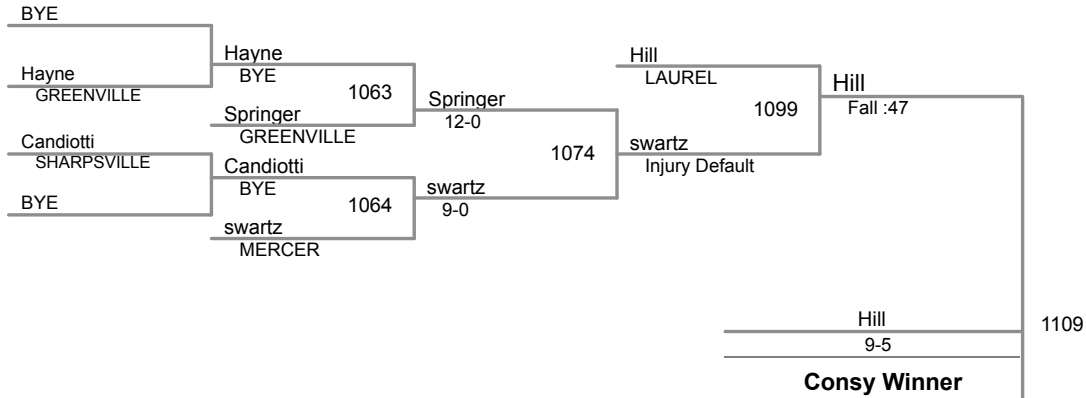 BYE
Hayne
GREENVILLE
Candiotti
SHARPSVILLE
BYE
Hayne
BYE
1063
Springer
GREENVILLE
Candiotti
BYE
1064
swartz
MERCER
Springer
12-0
1074
swartz
9-0
Hill
LAUREL
1099
swartz
Injury Default
Hill
Fall :47
Hill
9-5
1109
Consy Winner